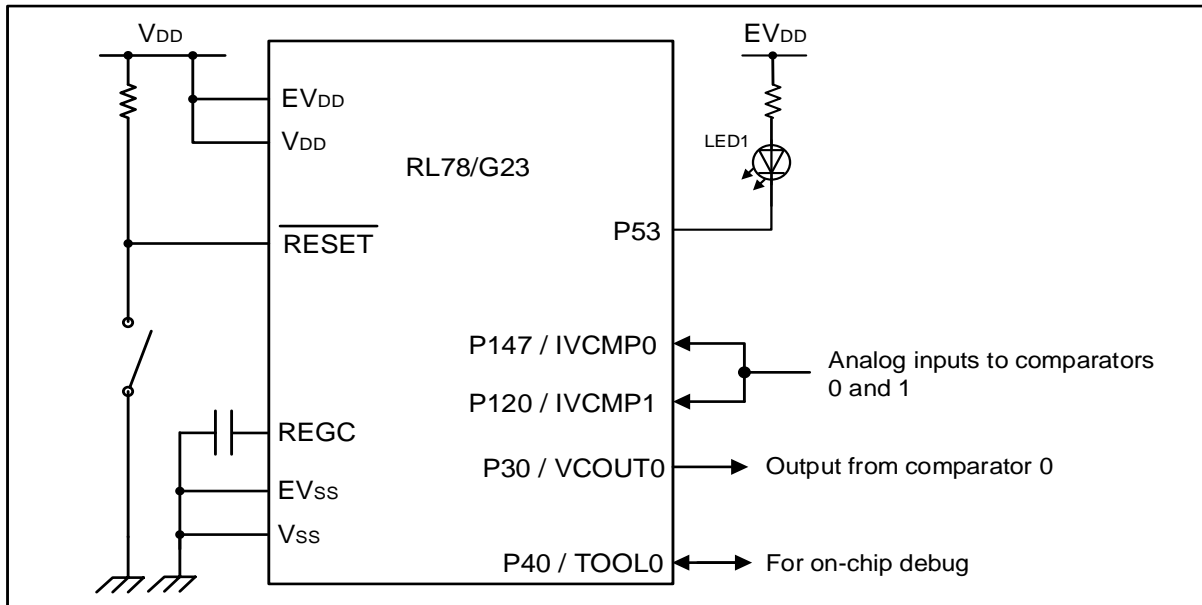 VDD
EVDD
EVDD
VDD
LED1
RL78/G23
P53
RESET
P147 / IVCMP0
Analog inputs to comparators
0 and 1
P120 / IVCMP1
REGC
P30 / VCOUT0
Output from comparator 0
EVSS
VSS
P40 / TOOL0
For on-chip debug